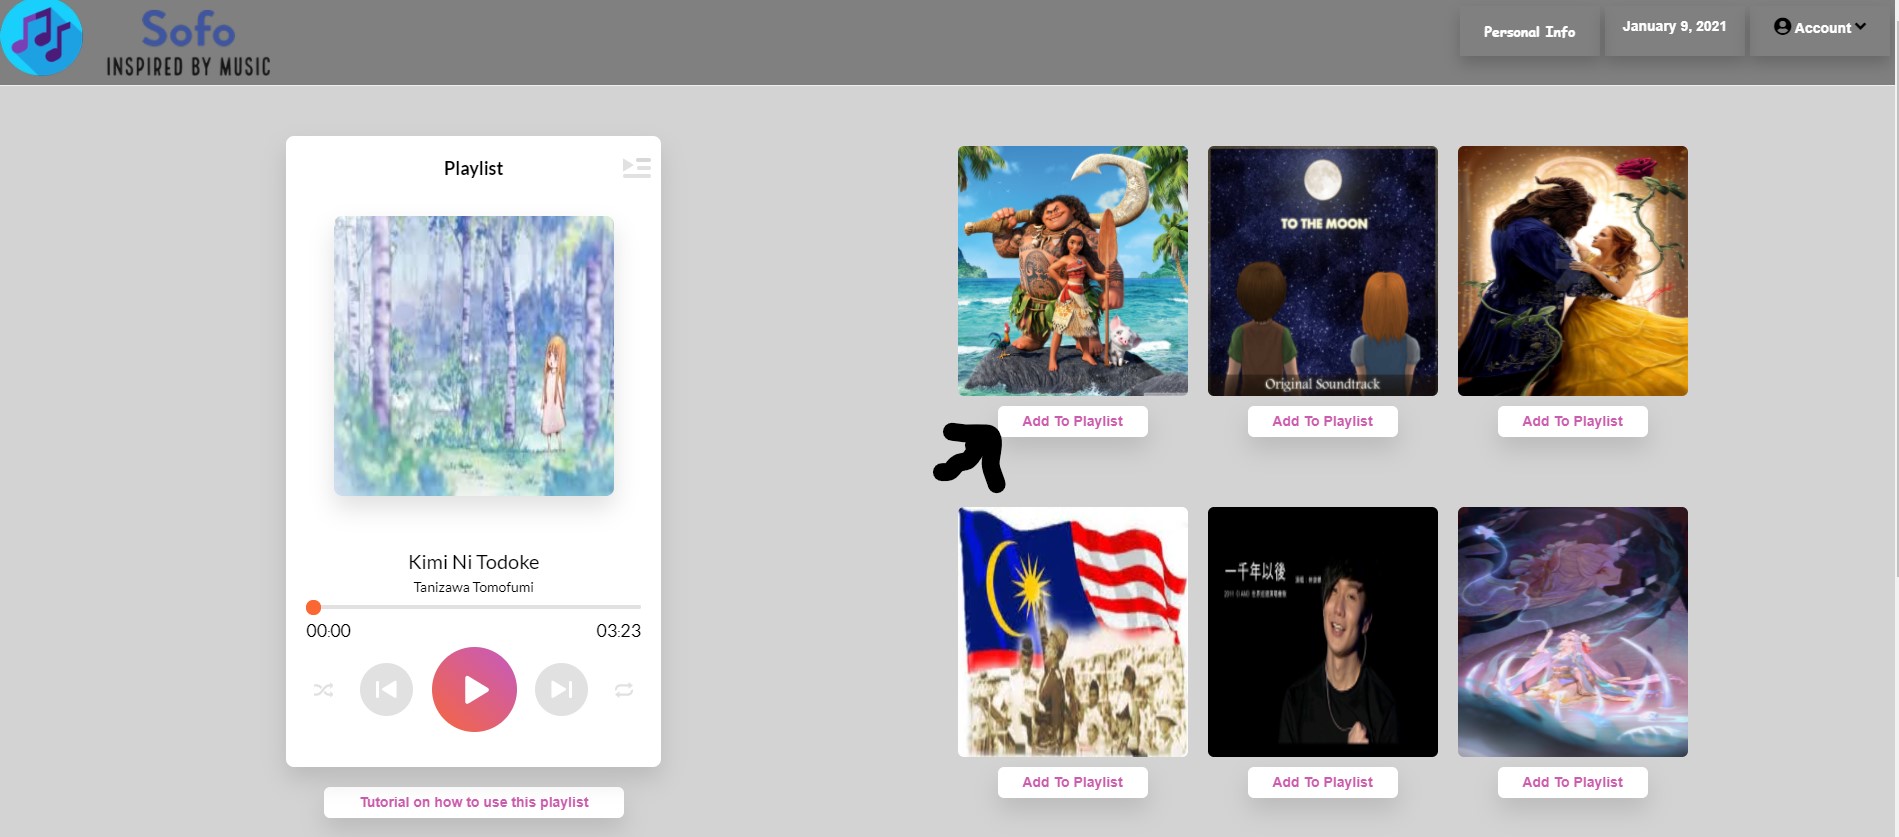 Sofo
INSPIRED BY MUSIC
Personal Info
January 9, 2021
Account
Playlist
Kimi Ni Todoke
Tanizawa Tomofumi
00:00
03:23
Tutorial on how to use this playlist
TO THE MOON
Original Soundtrack
Add To Playlist
Add To Playlist
Add To Playlist
一千年以後
Add To Playlist
Add To Playlist
Add To Playlist